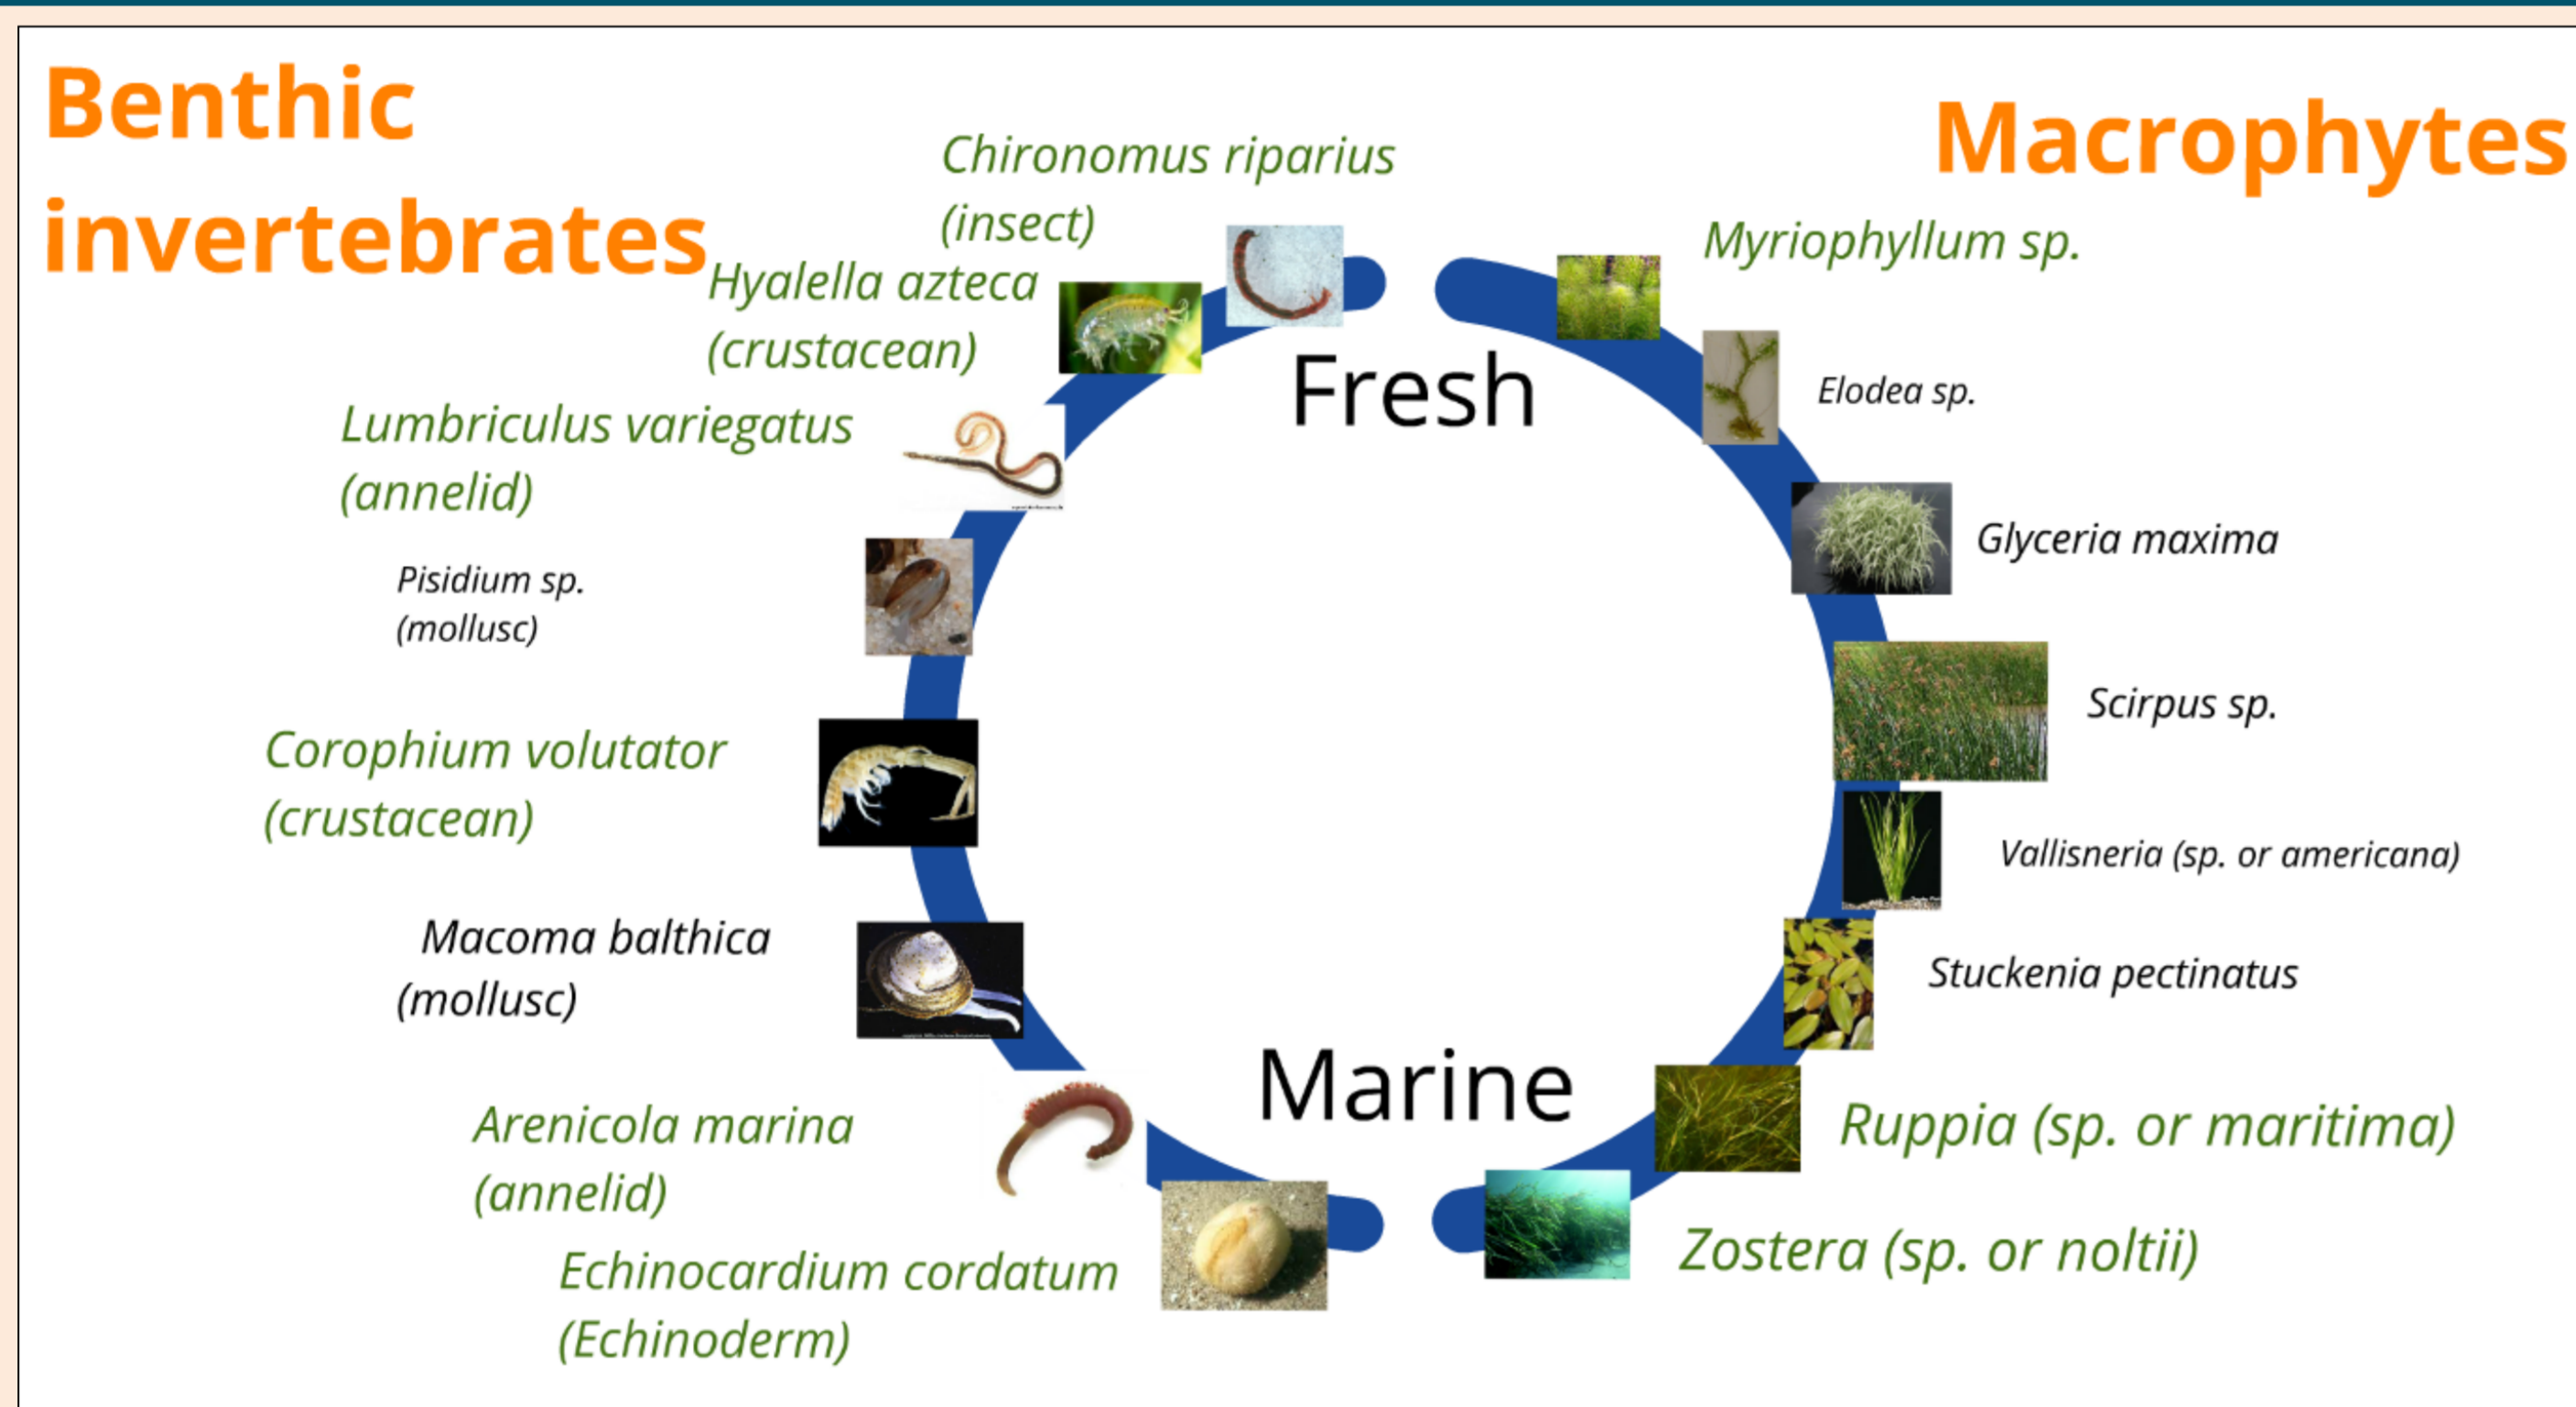 Benthic
invertebrates
Macrophytes
Chironomus riparius
(insect)
Hyalella azteca
(crustacean)
Lumbriculus variegatus
(annelid)
Pisidium sp.
(mollusc)
Corophium volutator
(crustacean)
Macoma balthica
(mollusc)
Arenicola marina
(annelid)
Echinocardium cordatum
(Echinoderm)
Fresh
Marine
Myriophyllum sp.
Elodea sp.
Glyceria maxima
Scirpus sp.
Vallisneria (sp. or americana)
Stuckenia pectinatus
Ruppia (sp. or maritima)
Zostera (sp. or noltii)